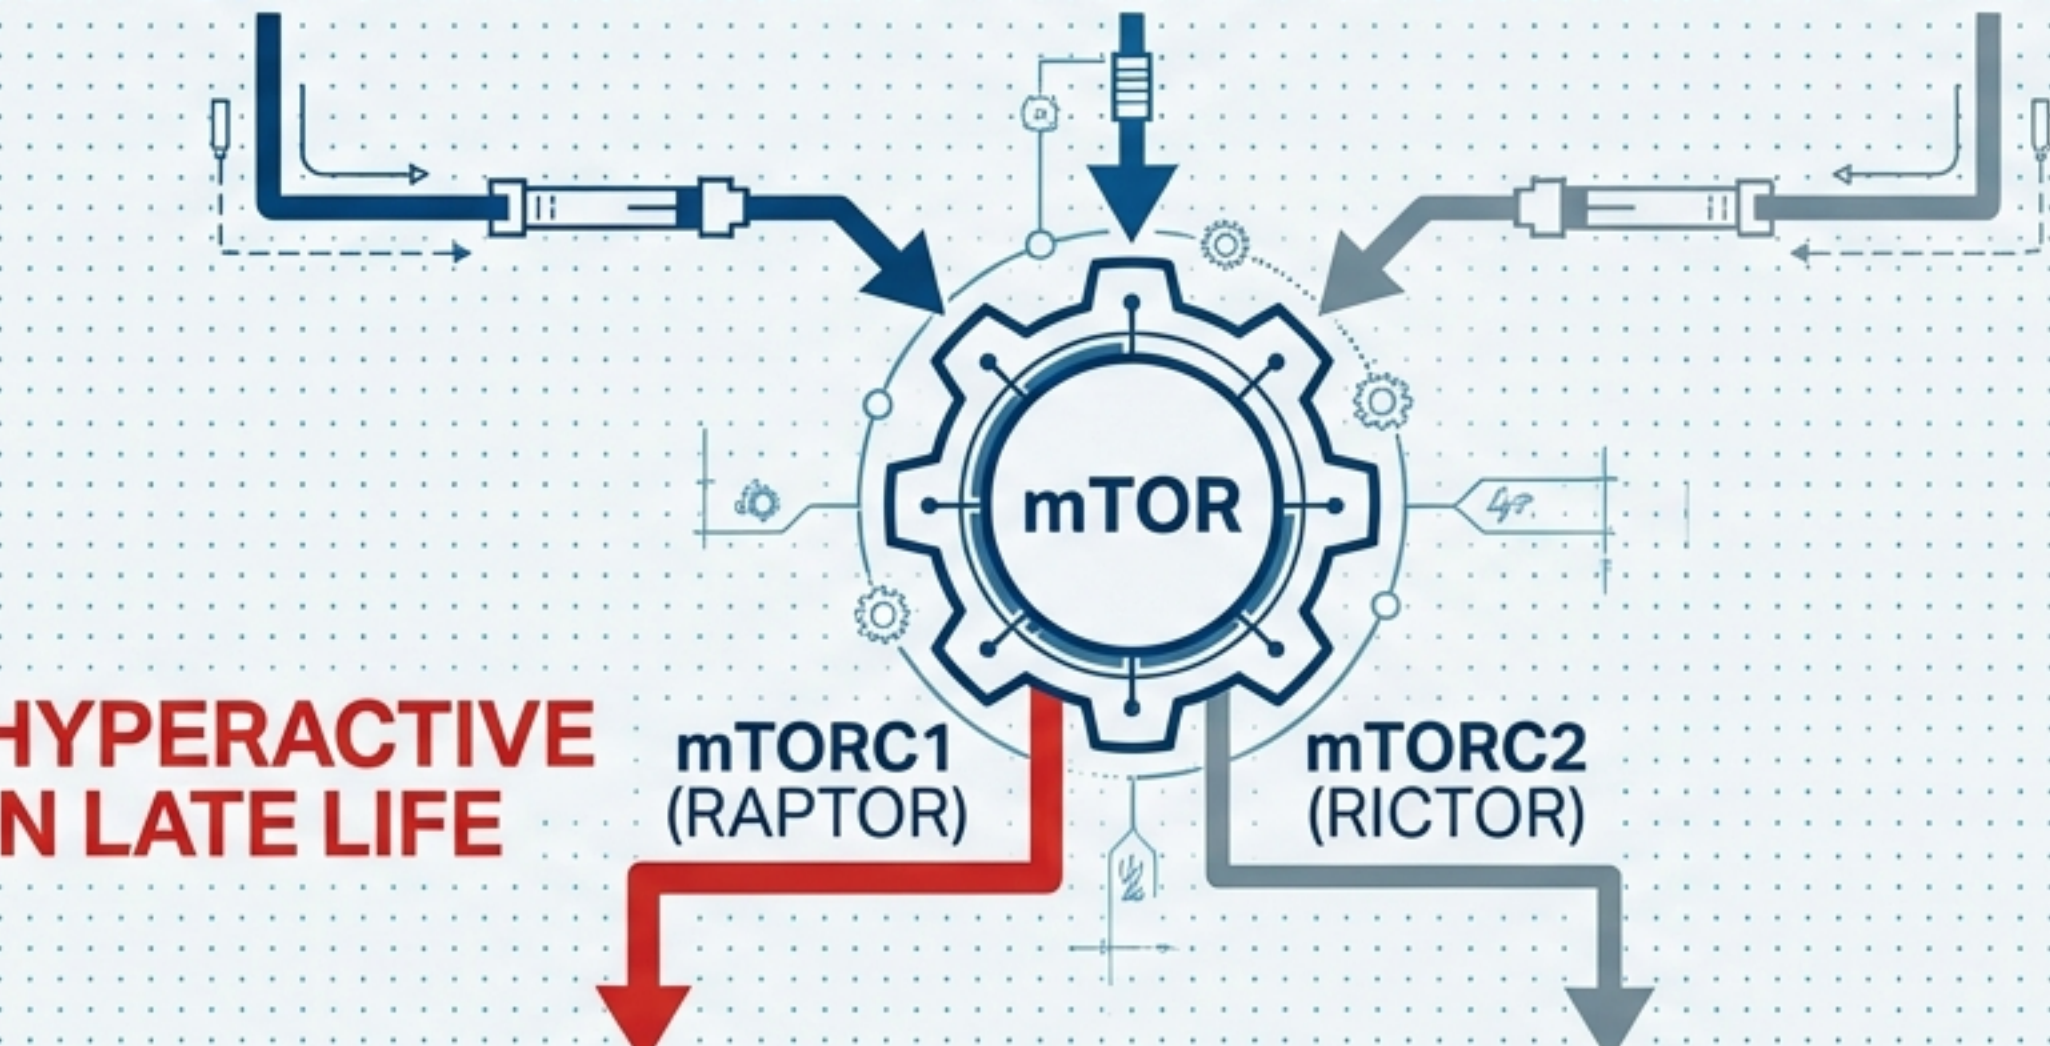 mTOR
HYPERACTIVE
N LATE LIFE
mTORC1
(RAPTOR)
mTORC2
(RICTOR)